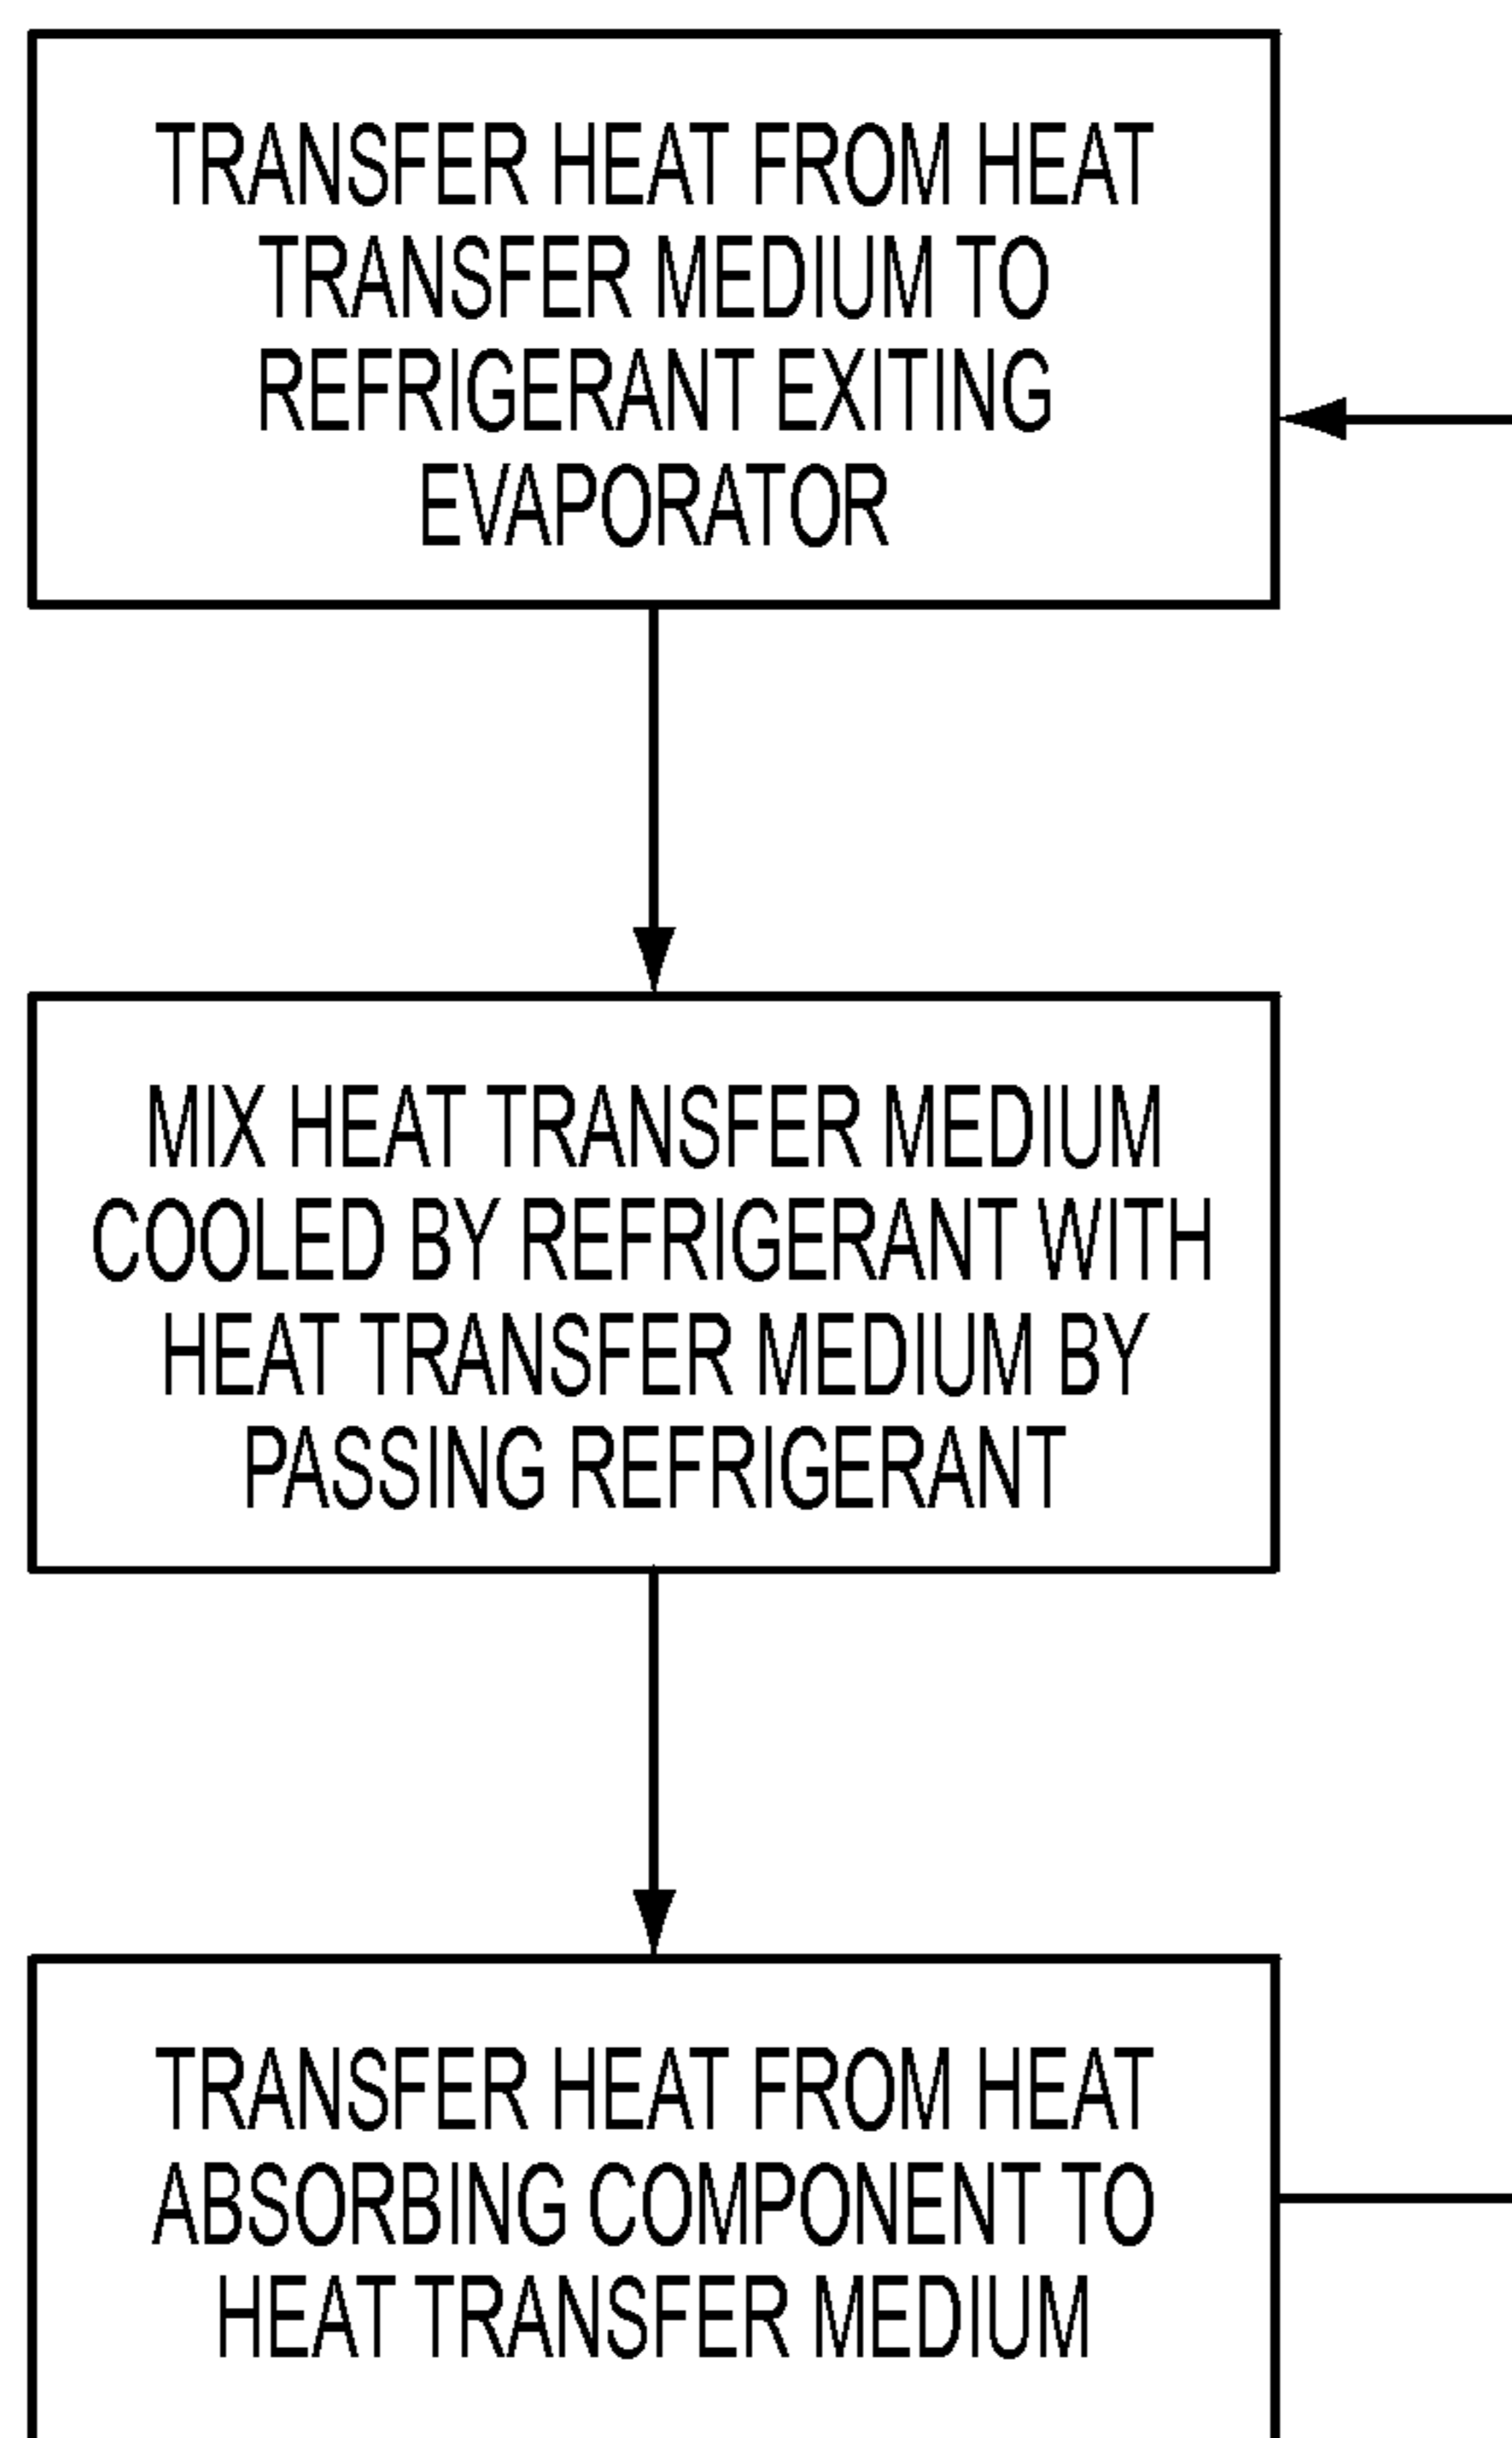 TRANSFER HEAT FROM HEAT
TRANSFER MEDIUM TO
REFRIGERANT EXITING
EVAPORATOR
MIX HEAT TRANSFER MEDIUM
COOLED BY REFRIGERANT WITH
HEAT TRANSFER MEDIUM BY
PASSING REFRIGERANT
TRANSFER HEAT FROM HEAT
ABSORBING COMPONENT TO
HEAT TRANSFER MEDIUM